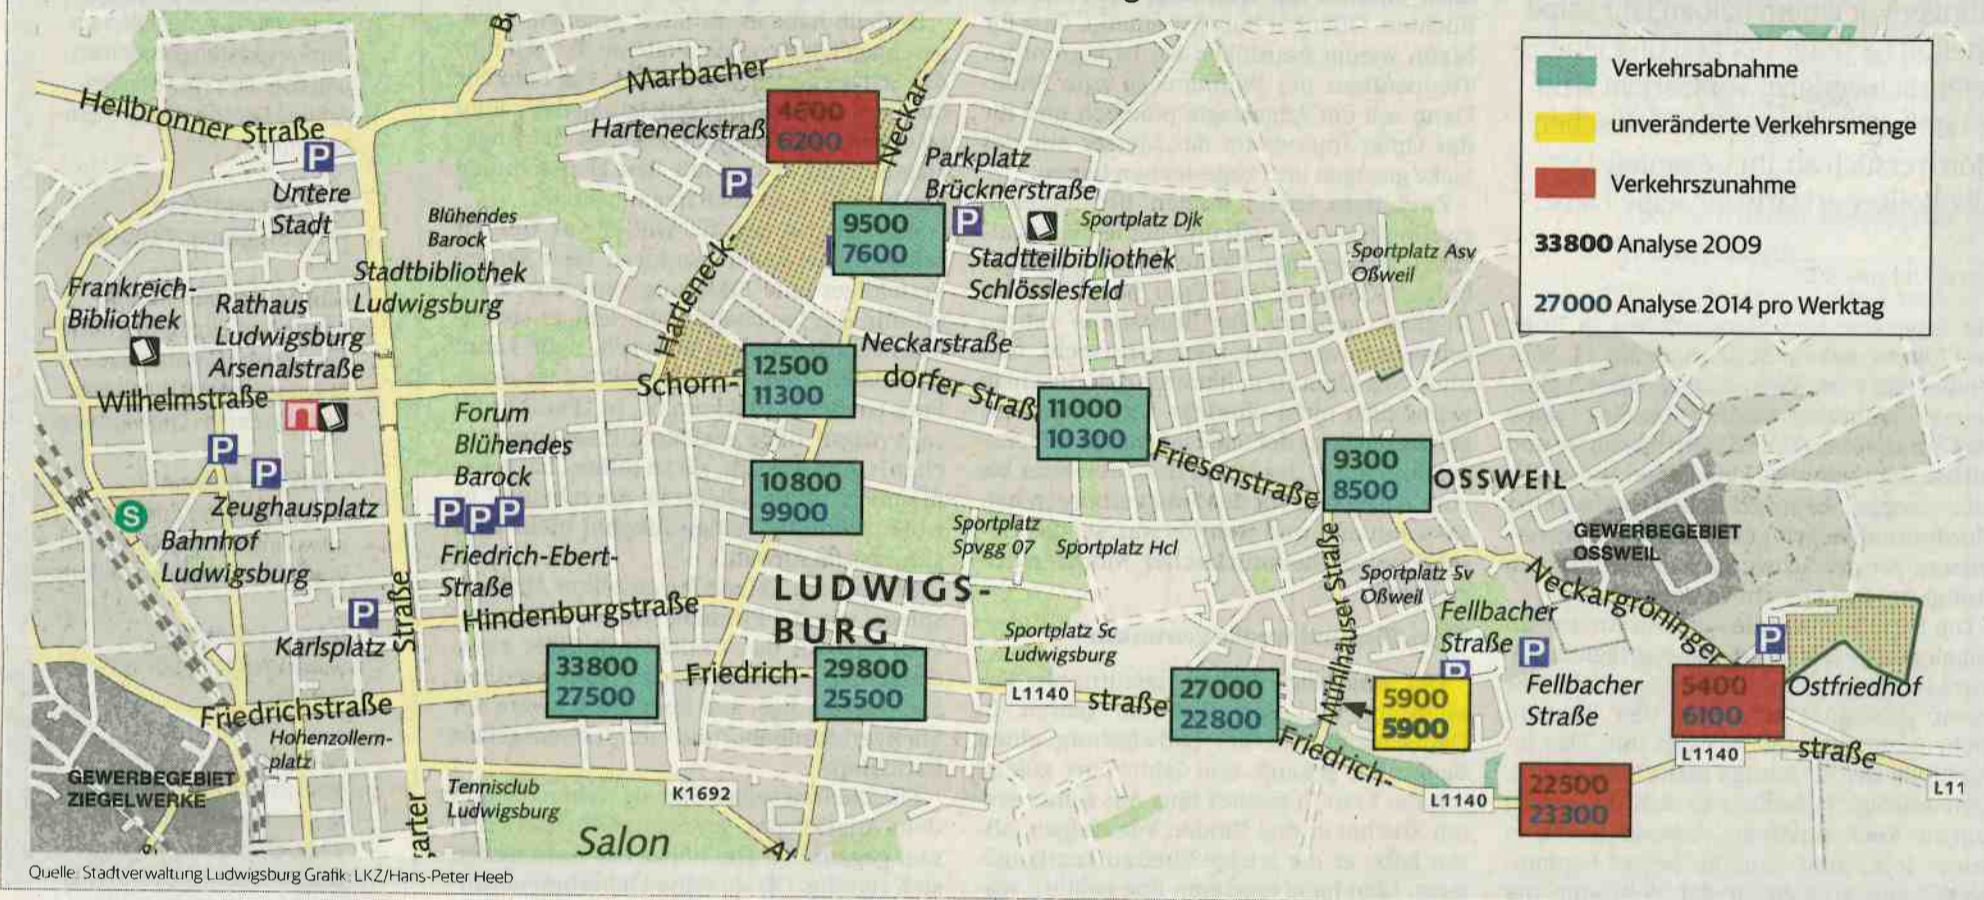 Marbacher
Heilbronner Straße
Harteneckstraß
4600
6200
Neckar-
P
Untere
Stadt
P
Parkplatz
Brücknerstraße
P
Sportplatz Djk
Blühendes
Barock
9500
7600
Stadtteilbibliothek
Schlösslesfeld
Sportplatz Asv
Oßweil
Stadtbibliothek
Ludwigsburg
Frankreich-
Bibliothek
Rathaus
Ludwigsburg
Arsenalstraße
Harteneck-
Neckarstraße
Wilhelmstraße
Schorn-
12500
11300
dorfer Straß
11000
10300
Friesenstraße
9300
8500
OSSWEIL
Forum
Blühendes
Barock
P
P
Zeughausplatz
P P P
10800
9900
S
Bahnhof
Ludwigsburg
Friedrich-Ebert-
Straße
Sportplatz
Spvgg 07
Sportplatz Hcl
GEWERBEGEBIET
OSSWEIL
Sportplatz Sv
Oßweil
Neckargröninger
Mühlhäuser Straße
Fellbacher
Straße
P
P
P
LUDWIGS-
BURG
Hindenburgstraße
P
Karlsplatz
Straße
Sportplatz Sc
Ludwigsburg
33800
27500
Friedrich-
29800
25500
L1140
straße
27000
22800
5900
5900
Fellbacher
Straße
5400
6100
Ostfriedhof
Friedrichstraße
Hohenzollern-
platz
Friedrich-
L1140
straße
L11
L1140
22500
23300
GEWERBEGEBIET
ZIEGELWERKE
Tennisclub
Ludwigsburg
K1692
arter
Salon
Verkehrsabnahme
unveränderte Verkehrsmenge
Verkehrszunahme
33800 Analyse 2009
27000 Analyse 2014 pro Werktag
Quelle: Stadtverwaltung Ludwigsburg Grafik: LKZ/Hans-Peter Heeb